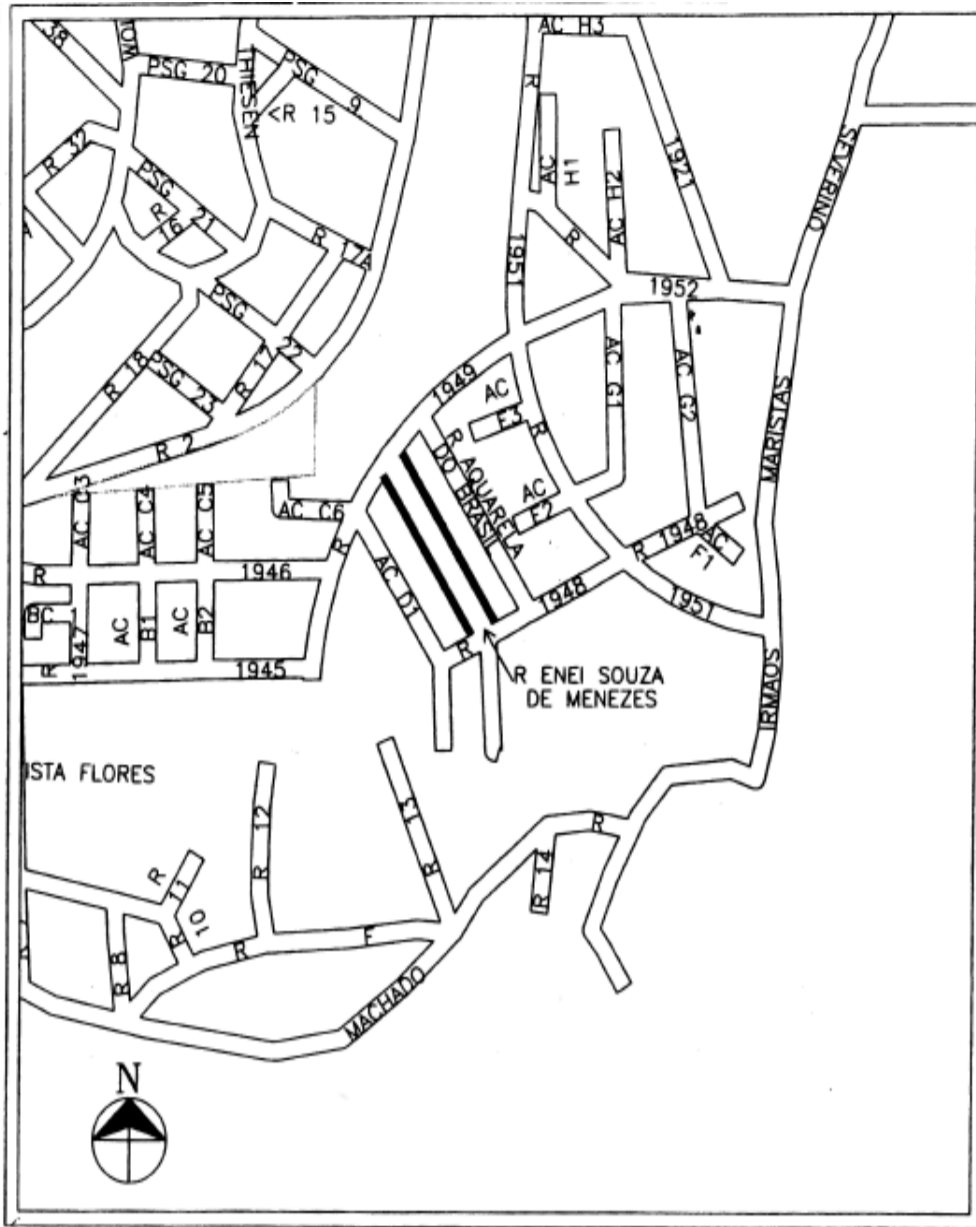 38
MOW
PSG 20
THIESEN
PSG 9
<R 15
AC H3
R
AC H1
AC H2
1921
SEVERINO
R 32
PSG 21
R 16
R 17A
1951
R
1952
PSG 22
R 17
R 18
PSG 23
R 2
1949
AC E3
R
AC G1
AC G2
MARISTAS
R AQUARELA
DO BRASIL
AC E2
AC C3
AC C4
AC C5
AC C6
R
R 1946
AC D1
R 1948
AC F1
1948
1951
BC 1
1947
AC B1
AC B2
R 1945
R
R ENEI SOUZA
DE MENEZES
IRMAOS
ISTA FLORES
R 12
R 13
R
R 14
R 11
R 10
R 8
R F
MACHADO
N